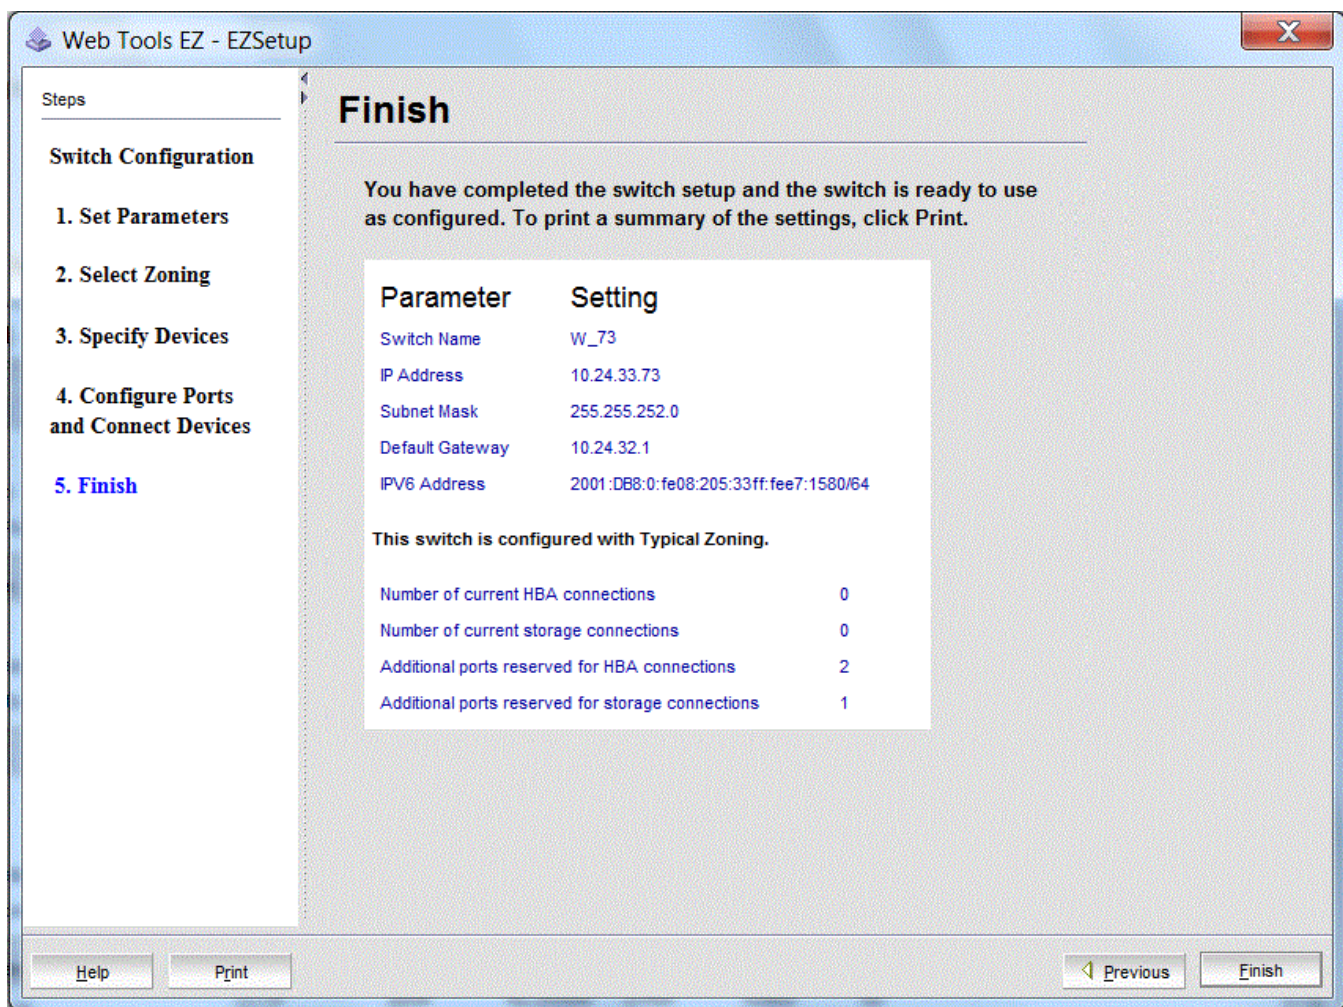 Web Tools EZ - EZSetup
X
Steps
Switch Configuration
1. Set Parameters
2. Select Zoning
3. Specify Devices
4. Configure Ports
and Connect Devices
5. Finish
Finish
You have completed the switch setup and the switch is ready to use
as configured. To print a summary of the settings, click Print.
Parameter Setting
Switch Name W_73
IP Address 10.24.33.73
Subnet Mask 255.255.252.0
Default Gateway 10.24.32.1
IPV6 Address 2001:DB8:0:fe08:205:33ff:fee7:1580/64
This switch is configured with Typical Zoning.
Number of current HBA connections 0
Number of current storage connections 0
Additional ports reserved for HBA connections 2
Additional ports reserved for storage connections 1
Help Print Previous Finish